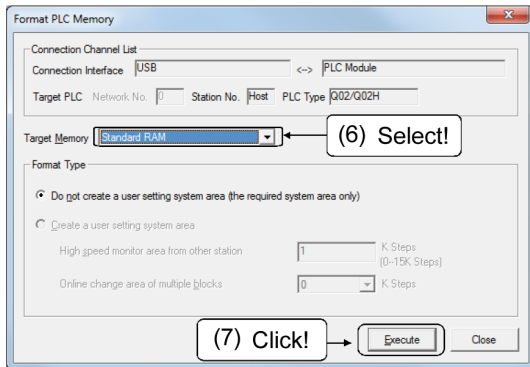 Format PLC Memory
Connection Channel List
Connection Interface USB <--> PLC Module
Target PLC Network No. 0 Station No. Host PLC Type Q02/Q02H
Target Memory Standard RAM
(6) Select!
Format Type
Do not create a user setting system area (the required system area only)
Create a user setting system area
High speed monitor area from other station 1 K Steps
(0--15K Steps)
Online change area of multiple blocks 0 K Steps
(7) Click!
Execute Close